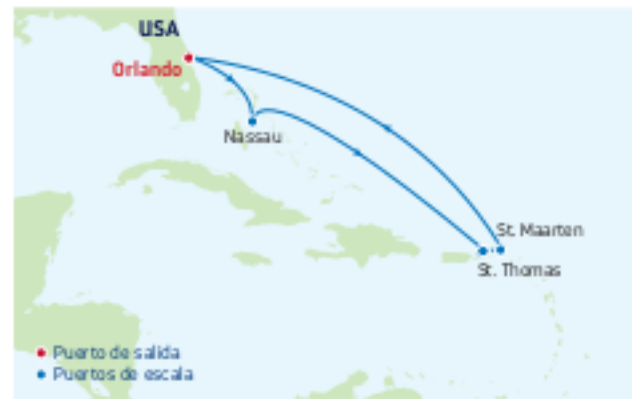 USA
Orlando
Nassau
St. Maarten
St. Thomas
Puerto de salida
Puertos de escala